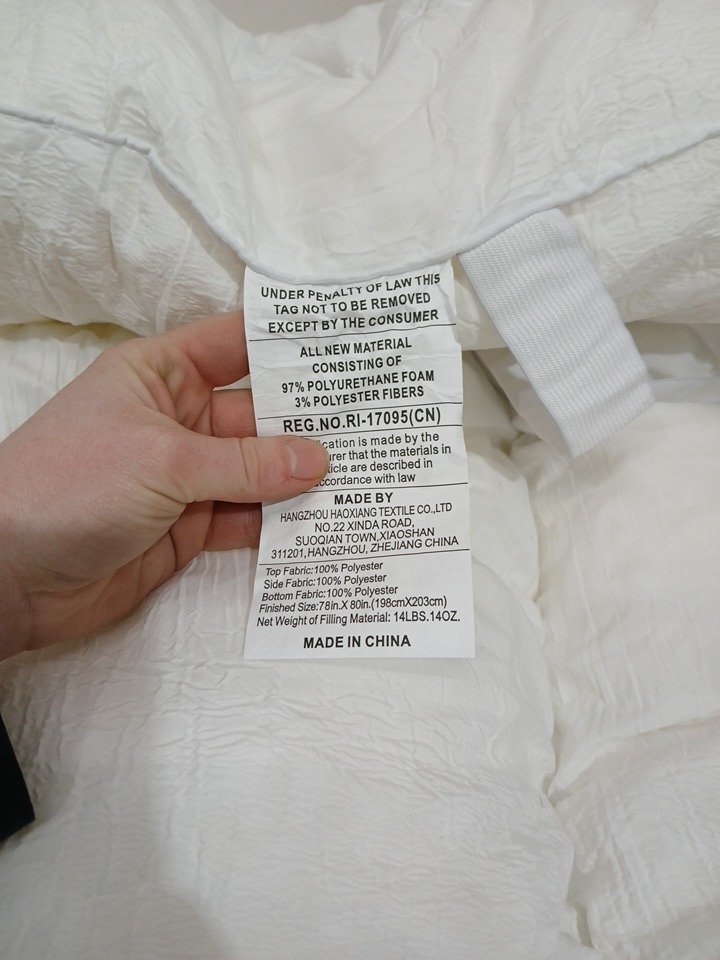 UNDER PENALTY OF LAW THIS
TAG NOT TO BE REMOVED
EXCEPT BY THE CONSUMER
ALL NEW MATERIAL
CONSISTING OF
97% POLYURETHANE FOAM
3% POLYESTER FIBERS
REG.NO.RI-17095(CN)
is made by the
that the materials in
are described in
accordance with law
MADE BY
HANGZHOU HAOXIANG TEXTILE CO.,LTD
NO.22 XINDA ROAD,
SUOQIAN TOWN,XIAOSHAN
311201,HANGZHOU, ZHEJIANG CHINA
Top Fabric:100% Polyester
Side Fabric:100% Polyester
Bottom Fabric:100% Polyester
Finished Size:78in.X 80in.(198cmX203cm)
Net Weight of Filling Material: 14LBS.14OZ.
MADE IN CHINA